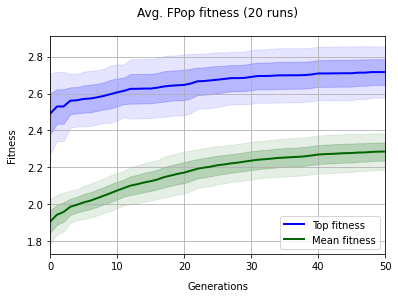 Avg. FPop fitness (20 runs)
2.8
2.6
2.4
2.2
2.0
1.8
Fitness
0
10
20
30
40
50
Generations
Top fitness
Mean fitness